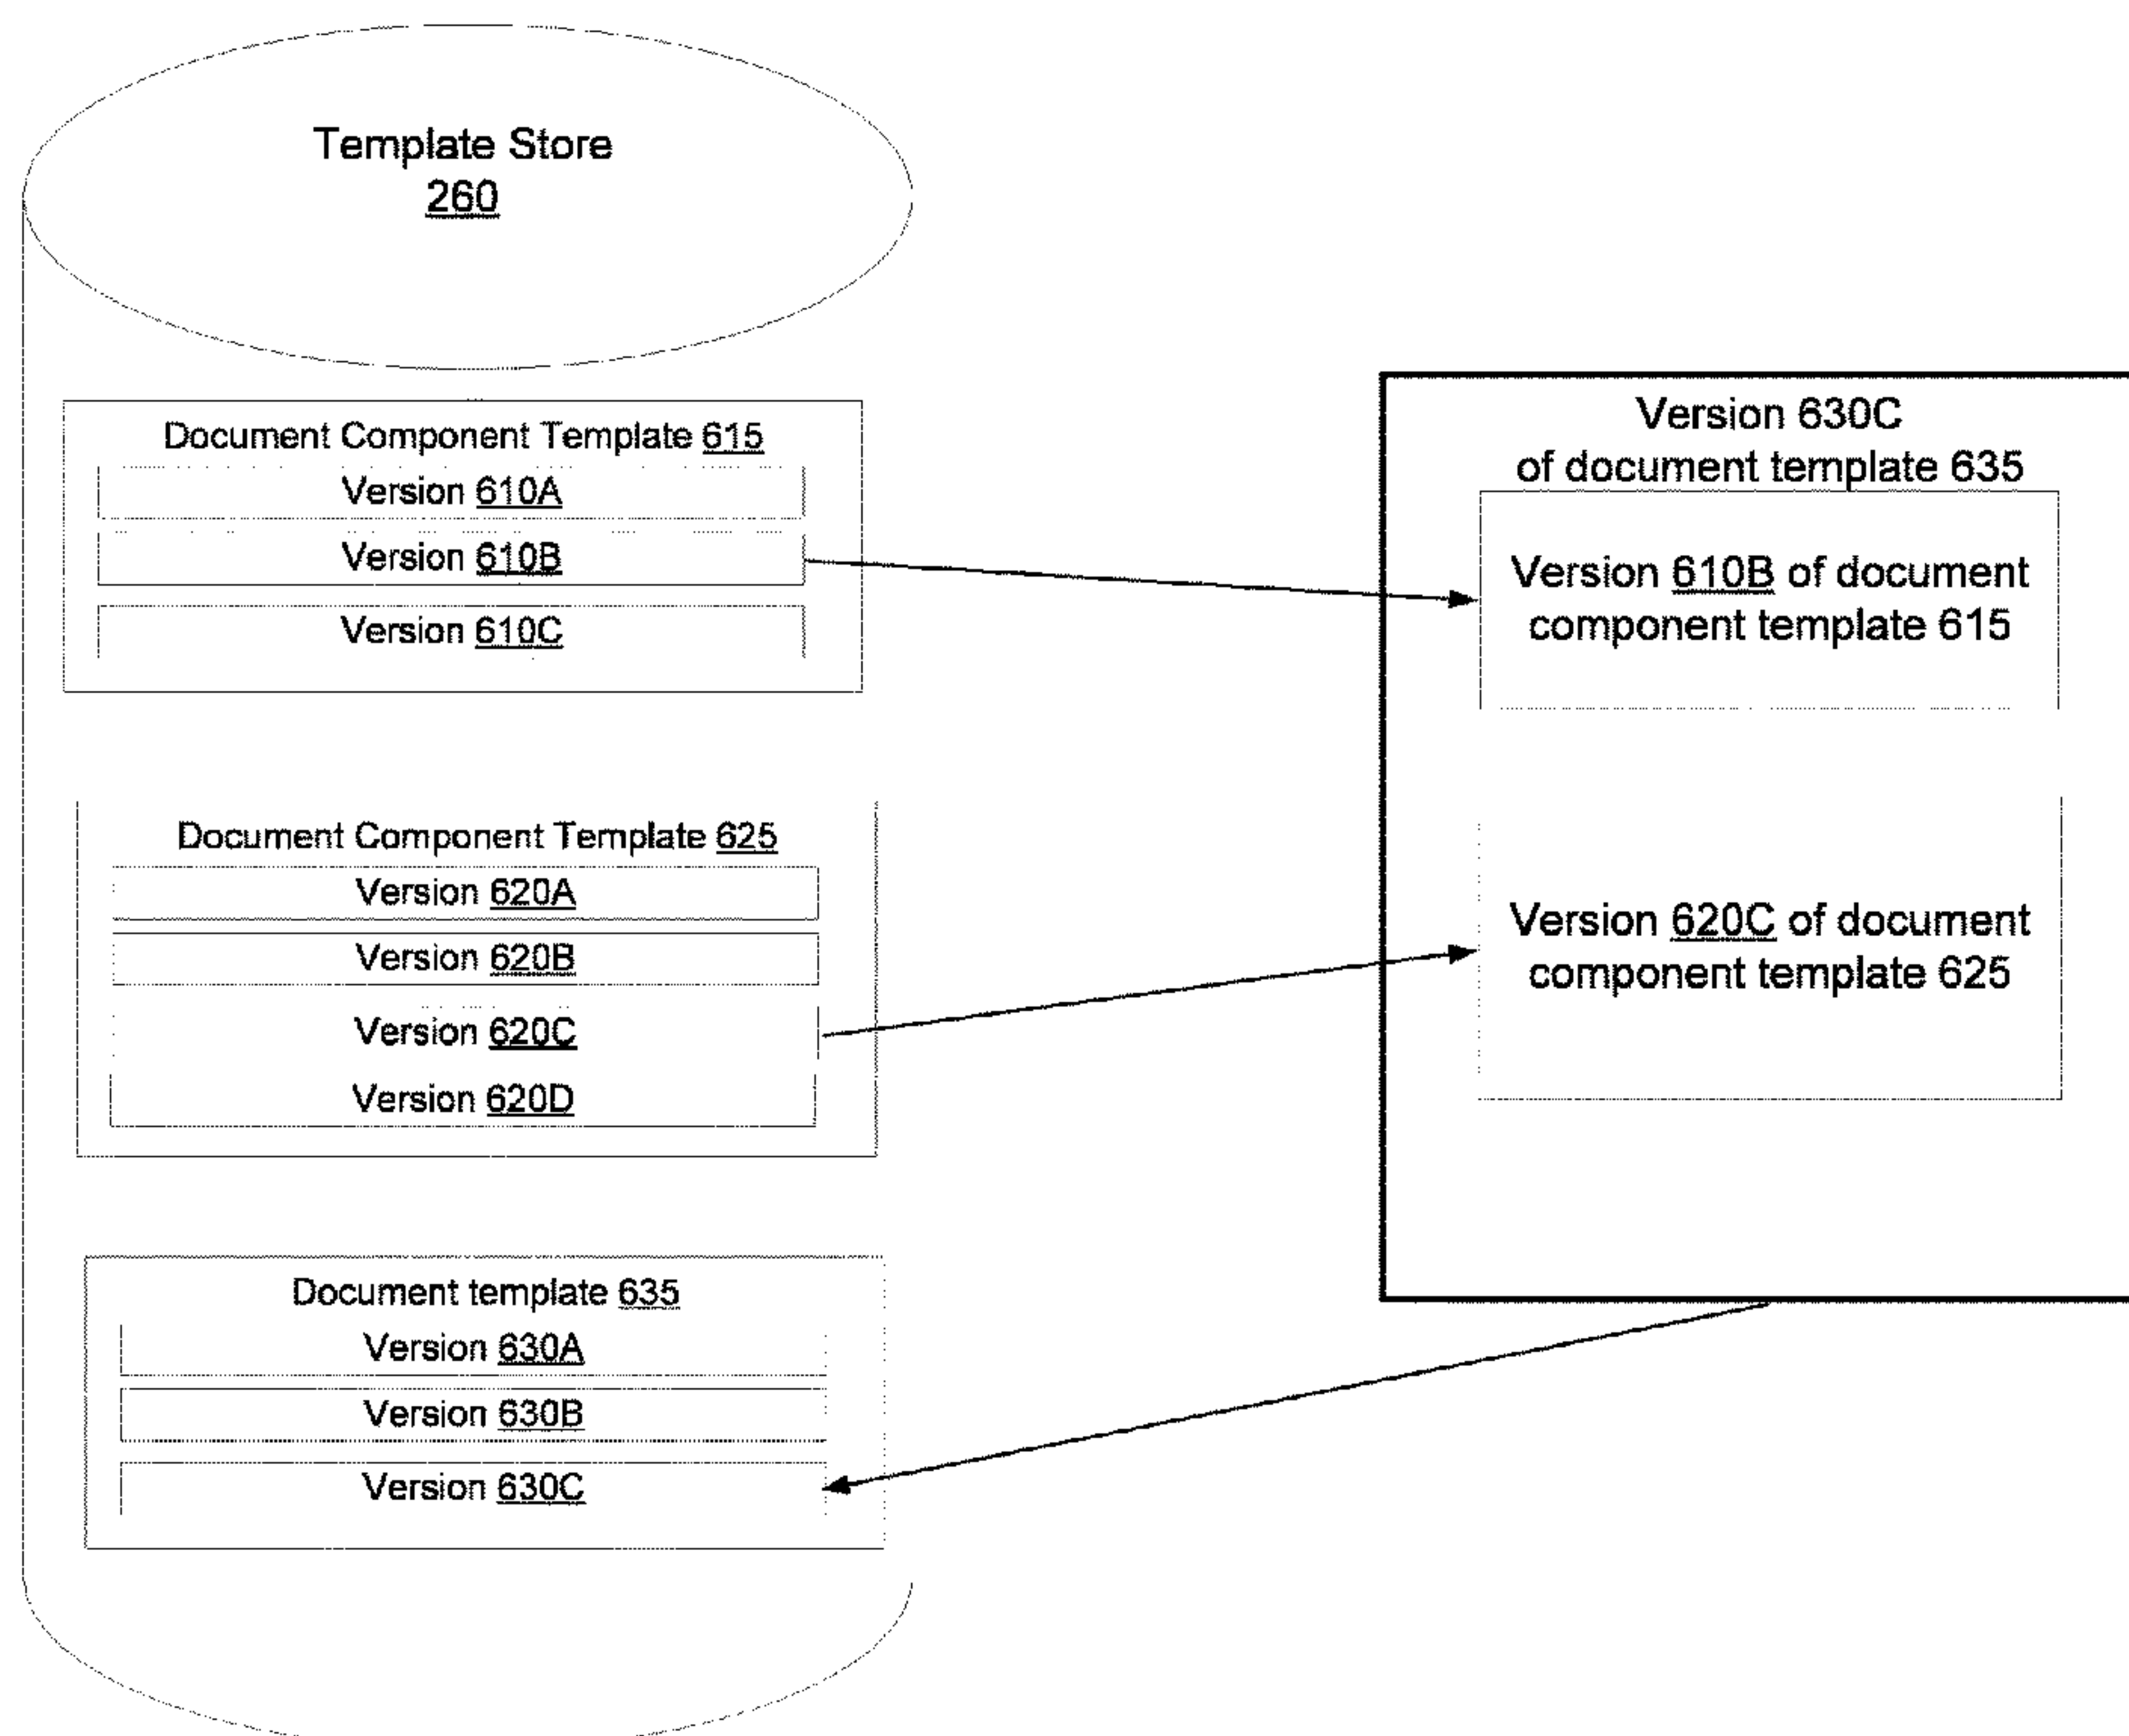 Template Store
260
Document Component Template 615
Version 610A
Version 610B
Version 610C
Document Component Template 625
Version 620A
Version 620B
Version 620C
Version 620D
Document template 635
Version 630A
Version 630B
Version 630C
Version 630C
of document template 635
Version 610B of document
component template 615
Version 620C of document
component template 625